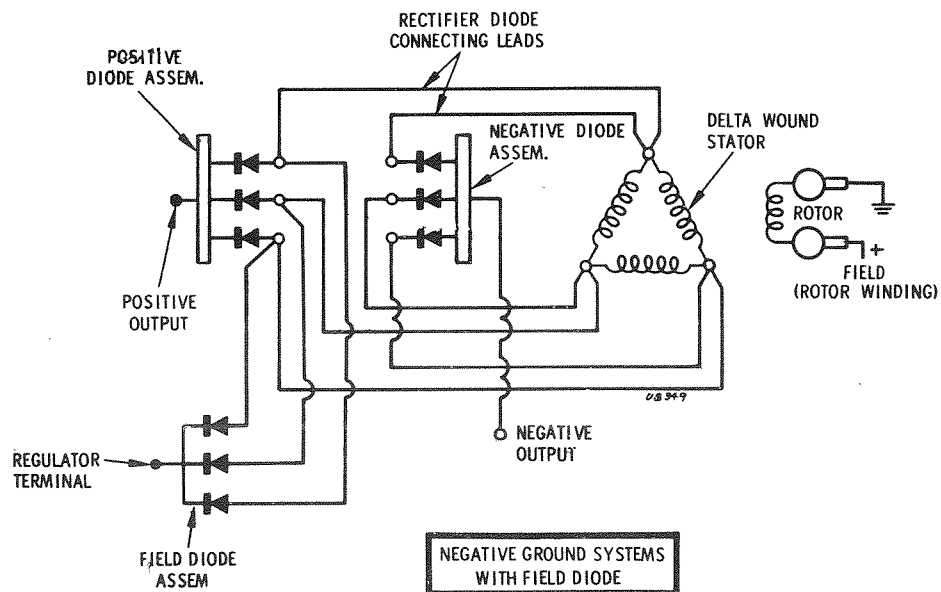 RECTIFIER DIODE
CONNECTING LEADS
POSITIVE
DIODE ASSEM.
NEGATIVE DIODE
ASSEM.
DELTA WOUND
STATOR
ROTOR
+
FIELD
(ROTOR WINDING)
POSITIVE
OUTPUT
UB349
NEGATIVE
OUTPUT
REGULATOR
TERMINAL
FIELD DIODE
ASSEM
NEGATIVE GROUND SYSTEMS
WITH FIELD DIODE